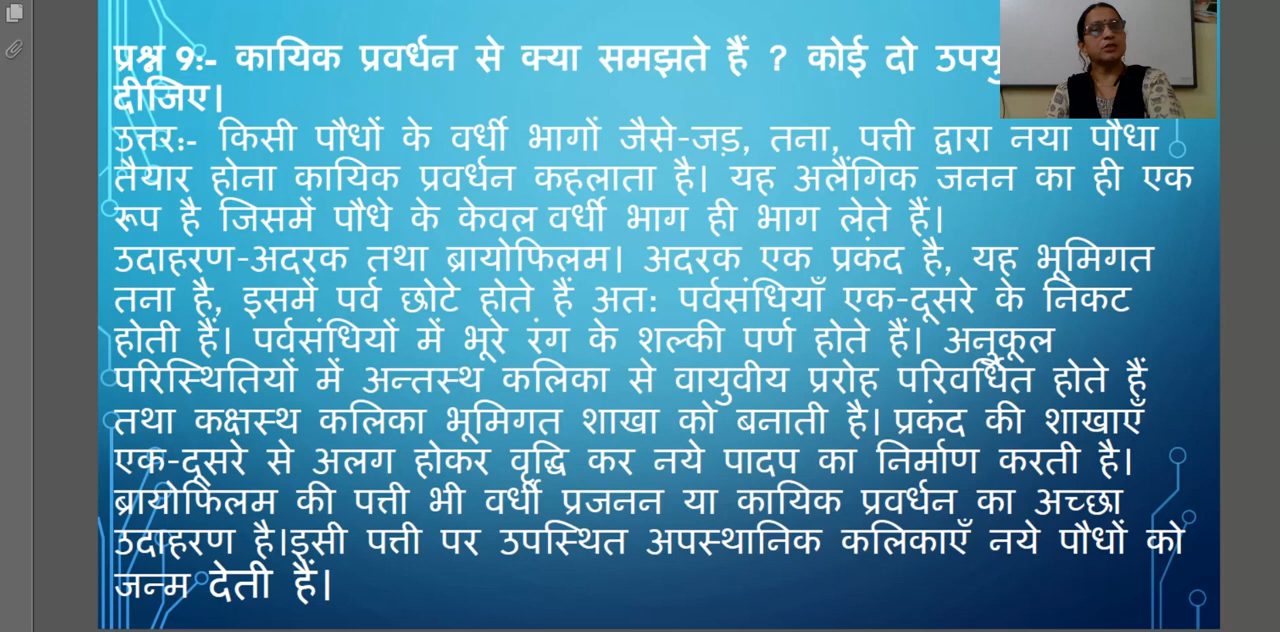 प्रश्न 9:- कायिक प्रवर्धन से क्या समझते हैं ? कोई दो
दीजिए।
उत्तर:- किसी पौधों के वर्धी भागों जैसे-जड़, तना, पत्ती द्वारा नया पौधा
तैयार होना कायिक प्रवर्धन कहलाता है। यह अलैंगिक जनन का ही एक
रूप है जिसमें पौधे के केवल वर्धी भाग ही भाग लेते हैं।
उदाहरण-अदरक तथा ब्रायोफिलम। अदरक एक प्रकंद है, यह भूमिगत
तना है, इसमें पर्व छोटे होते हैं अत: पर्वसंधियाँ एक-दूसरे के निकट
होती हैं। पर्वसंधियों में भूरे रंग के शल्की पर्ण होते हैं। अनुकूल
परिस्थितियों में अन्तस्थ कलिका से वायुवीय प्ररोह परिवर्धित होते हैं
तथा कक्षस्थ कलिका भूमिगत शाखा को बनाती है। प्रकंद की शाखाएँ
एक-दूसरे से अलग होकर वृद्धि कर नये पादप का निर्माण करती है।
ब्रायोफिलम की पत्ती भी वर्धी प्रजनन या कायिक प्रवर्धन का अच्छा
उदाहरण है।इसी पत्ती पर उपस्थित अपस्थानिक कलिकाएँ नये पौधों को
जन्म देती हैं।